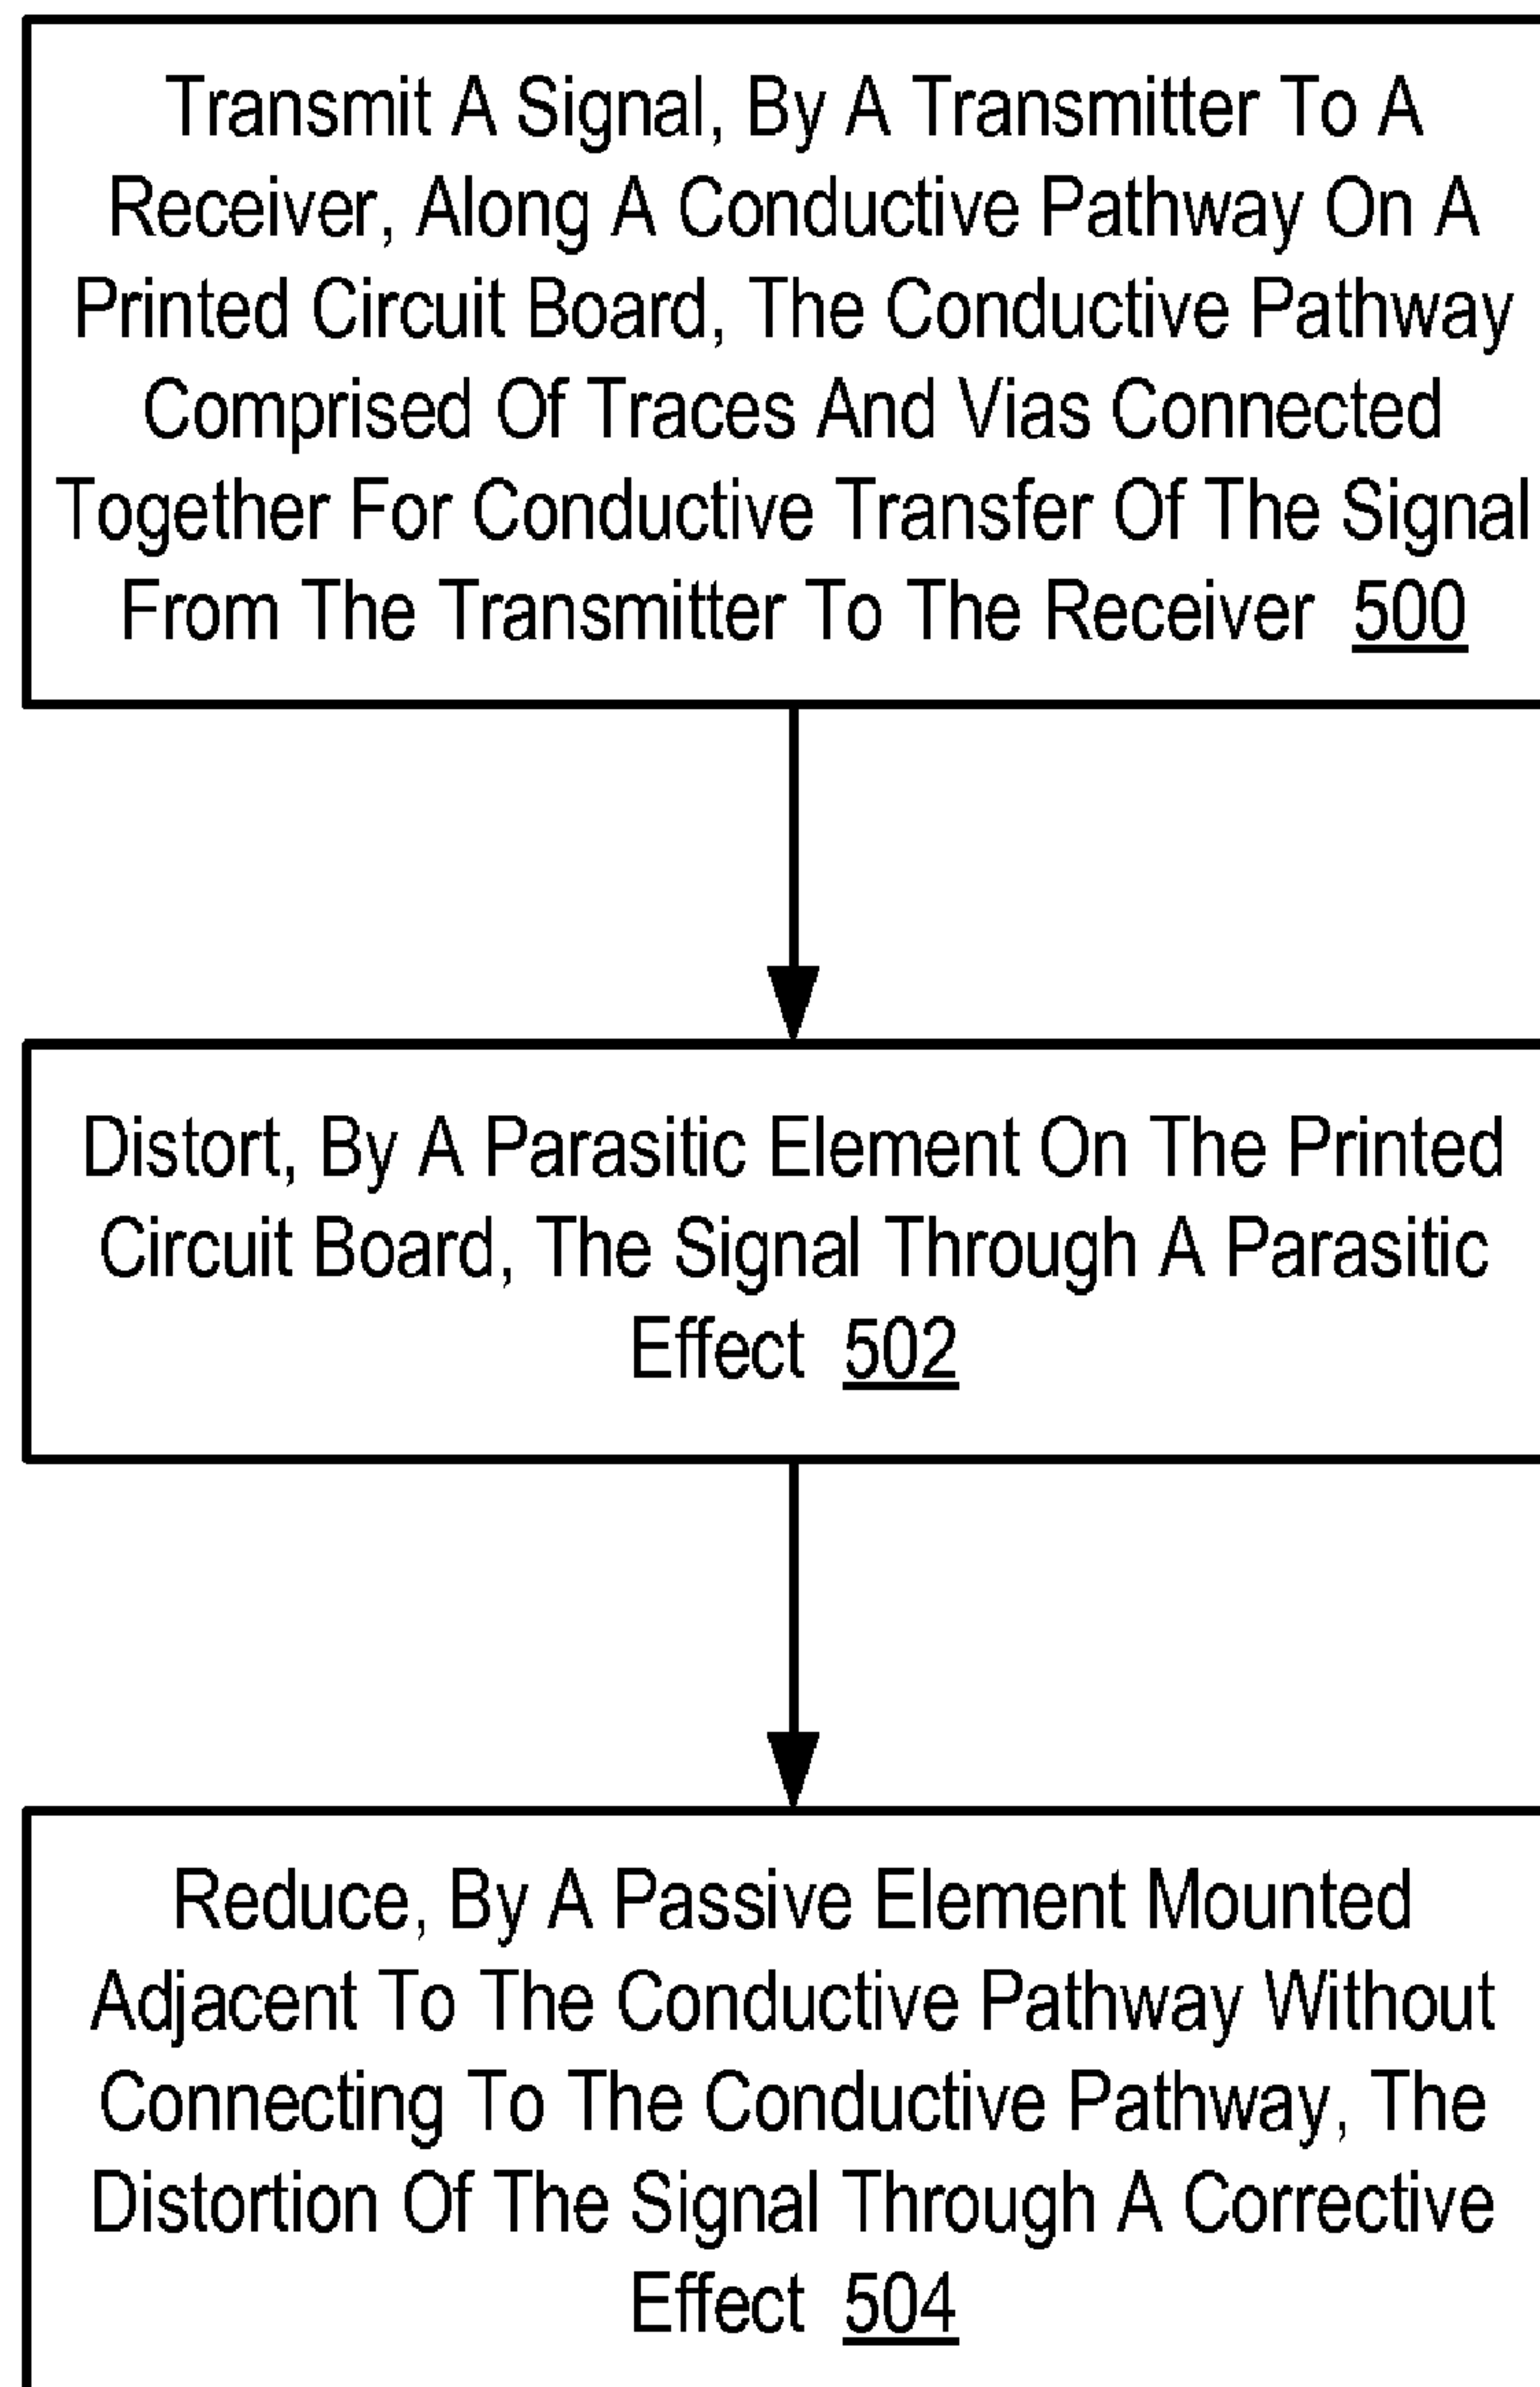 Transmit A Signal, By A Transmitter To A
Receiver, Along A Conductive Pathway On A
Printed Circuit Board, The Conductive Pathway
Comprised Of Traces And Vias Connected
Together For Conductive Transfer Of The Signal
From The Transmitter To The Receiver 500
Distort, By A Parasitic Element On The Printed
Circuit Board, The Signal Through A Parasitic
Effect 502
Reduce, By A Passive Element Mounted
Adjacent To The Conductive Pathway Without
Connecting To The Conductive Pathway, The
Distortion Of The Signal Through A Corrective
Effect 504